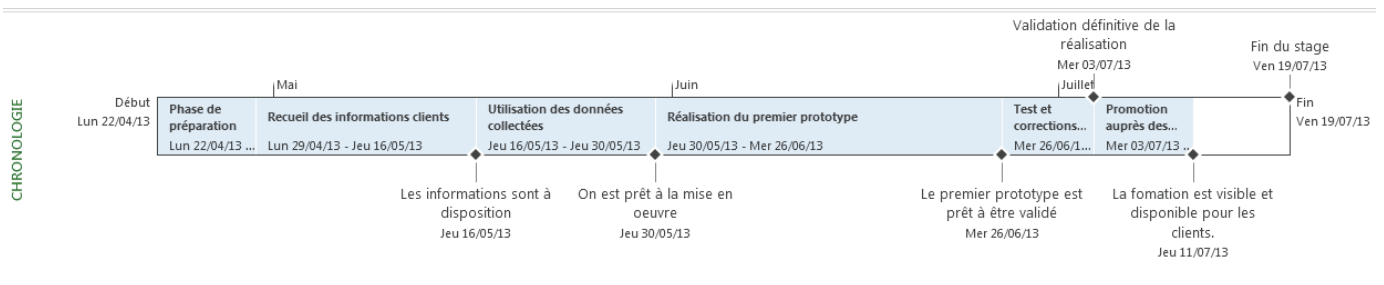 CHRONOLOGIE
Début
Lun 22/04/13
Mai
Juin
Juillet
Validation définitive de la
réalisation
Mer 03/07/13
Fin du stage
Ven 19/07/13
Phase de
préparation
Lun 22/04/13 ...
Recueil des informations clients
Lun 29/04/13 - Jeu 16/05/13
Utilisation des données
collectées
Jeu 16/05/13 - Jeu 30/05/13
Réalisation du premier prototype
Jeu 30/05/13 - Mer 26/06/13
Test et
corrections...
Mer 26/06/1...
Promotion
auprès des...
Mer 03/07/13 ..
Fin
Ven 19/07/13
Les informations sont à
disposition
Jeu 16/05/13
On est prêt à la mise en
oeuvre
Jeu 30/05/13
Le premier prototype est
prêt à être validé
Mer 26/06/13
La fomation est visible et
disponible pour les
clients.
Jeu 11/07/13